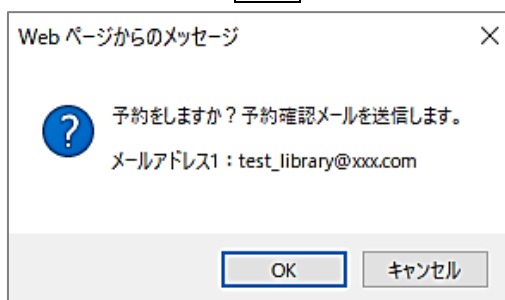 Web ページからのメッセージ
予約をしますか？予約確認メールを送信します。
メールアドレス1：test_library@xxx.com
OK
キャンセル